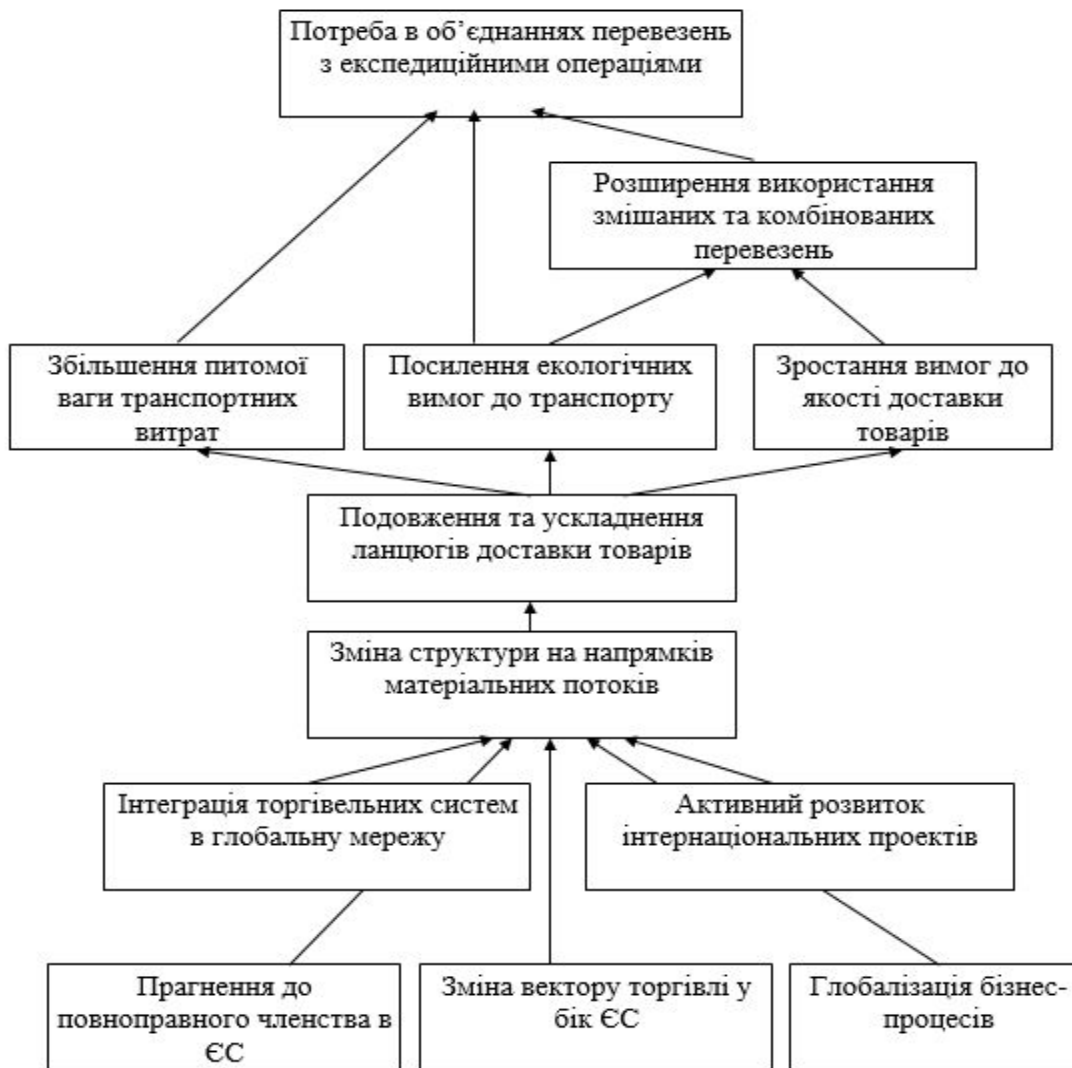 Потреба в об’єднаннях перевезень
з експедиційними операціями
Розширення використання
змішаних та комбінованих
перевезень
Збільшення питомої
ваги транспортних
витрат
Посилення екологічних
вимог до транспорту
Зростання вимог до
якості доставки
товарів
Подовження та ускладнення
ланцюгів доставки товарів
Зміна структури на напрямків
матеріальних потоків
Інтеграція торгівельних систем
в глобальну мережу
Активний розвиток
інтернаціональних проектів
Прагнення до
повноправного членства в
ЄС
Зміна вектору торгівлі у
бік ЄС
Глобалізація бізнес-
процесів